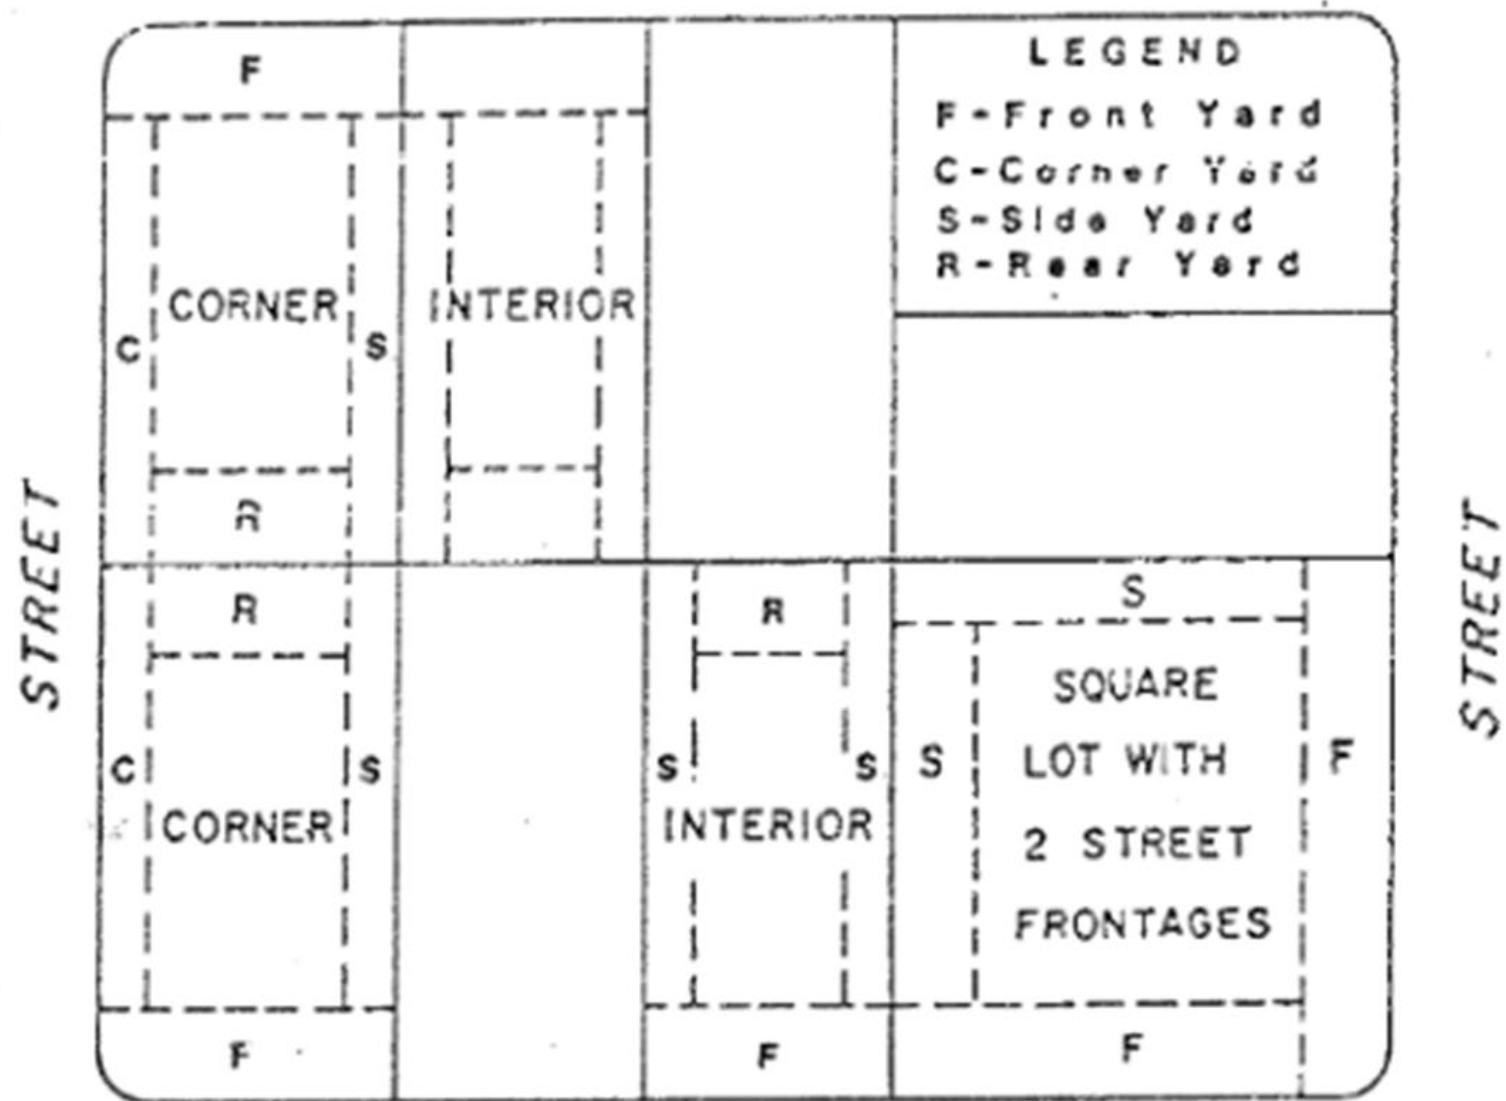 F
LEGEND
F-Front Yard
C-Corner Yard
S-Side Yard
R-Rear Yard
CORNER
INTERIOR
C
S
R
STREET
STREET
R
R
S
SQUARE
LOT WITH
2 STREET
FRONTAGES
C
S
S
S
S
F
CORNER
INTERIOR
F
F
F